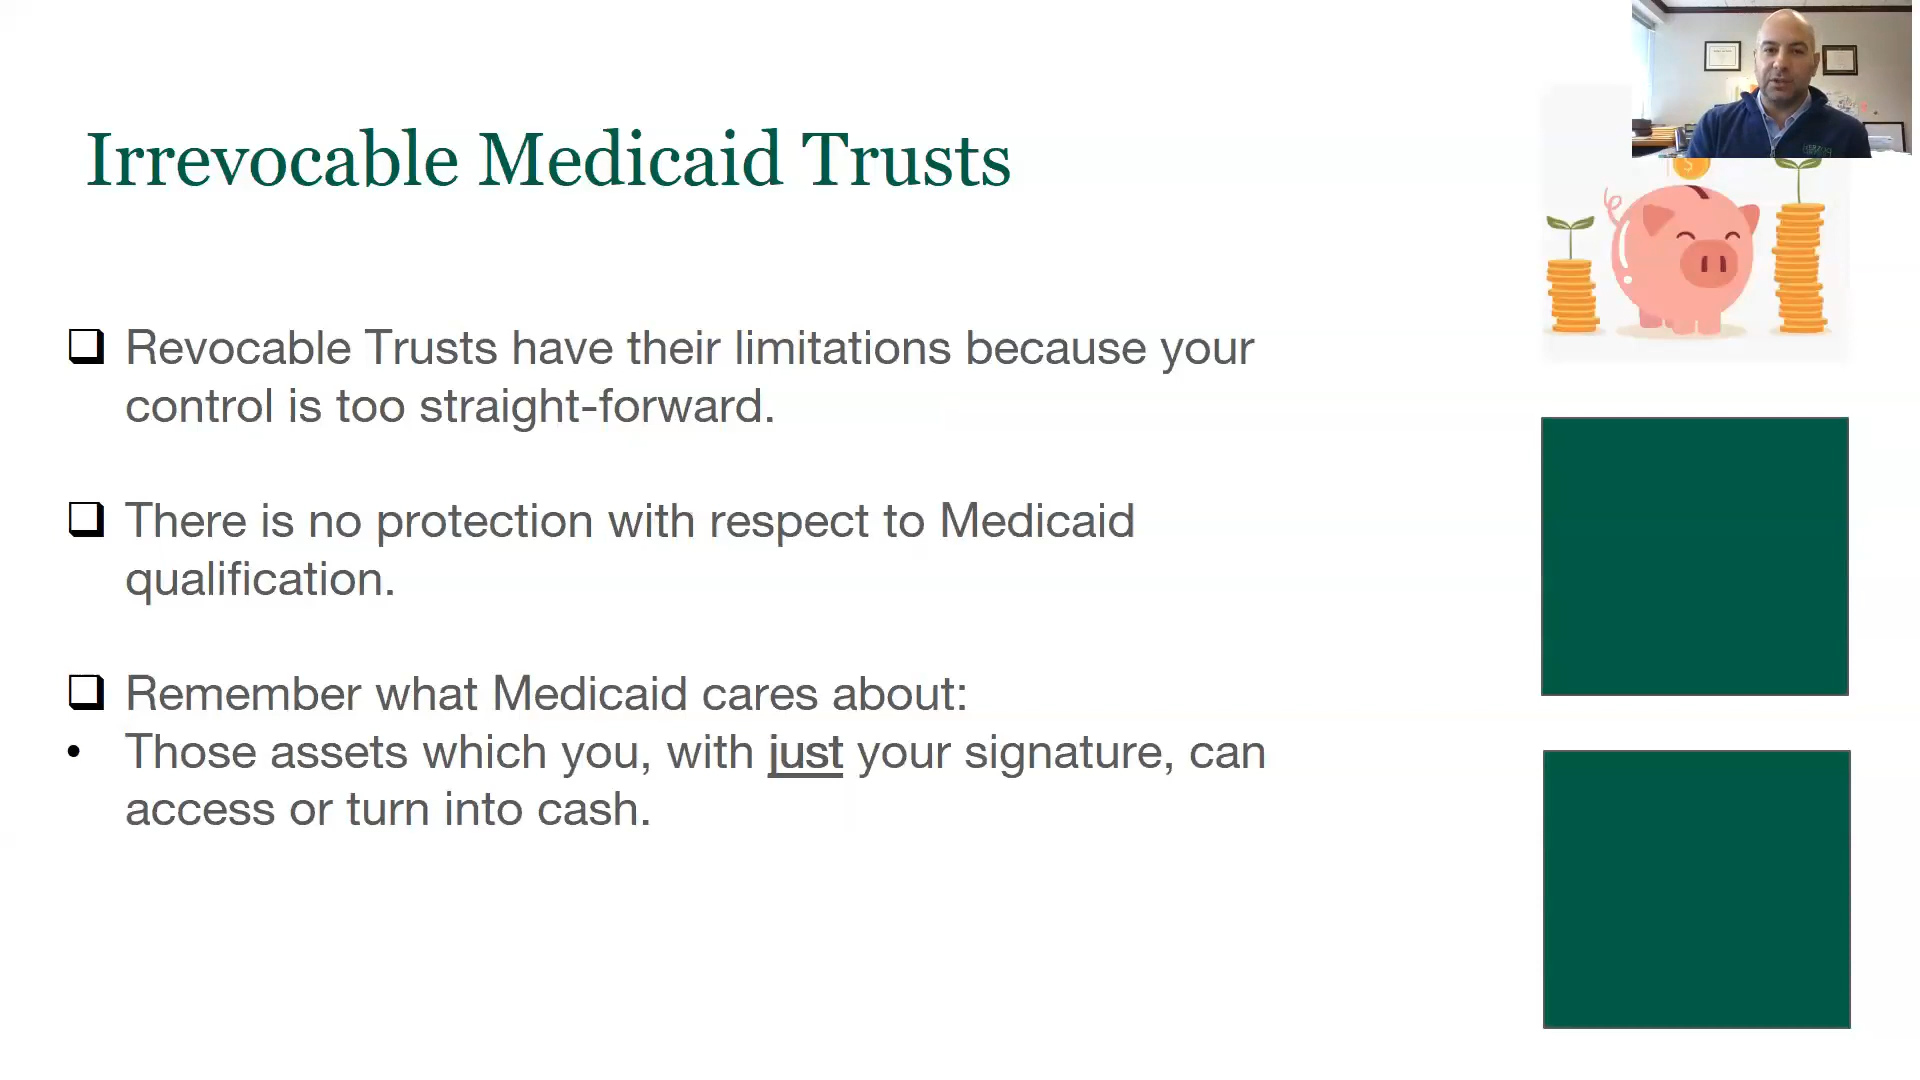 Irrevocable Medicaid Trusts
Revocable Trusts have their limitations because your
control is too straight-forward.
There is no protection with respect to Medicaid
qualification.
Remember what Medicaid cares about:
Those assets which you, with just your signature, can
access or turn into cash.